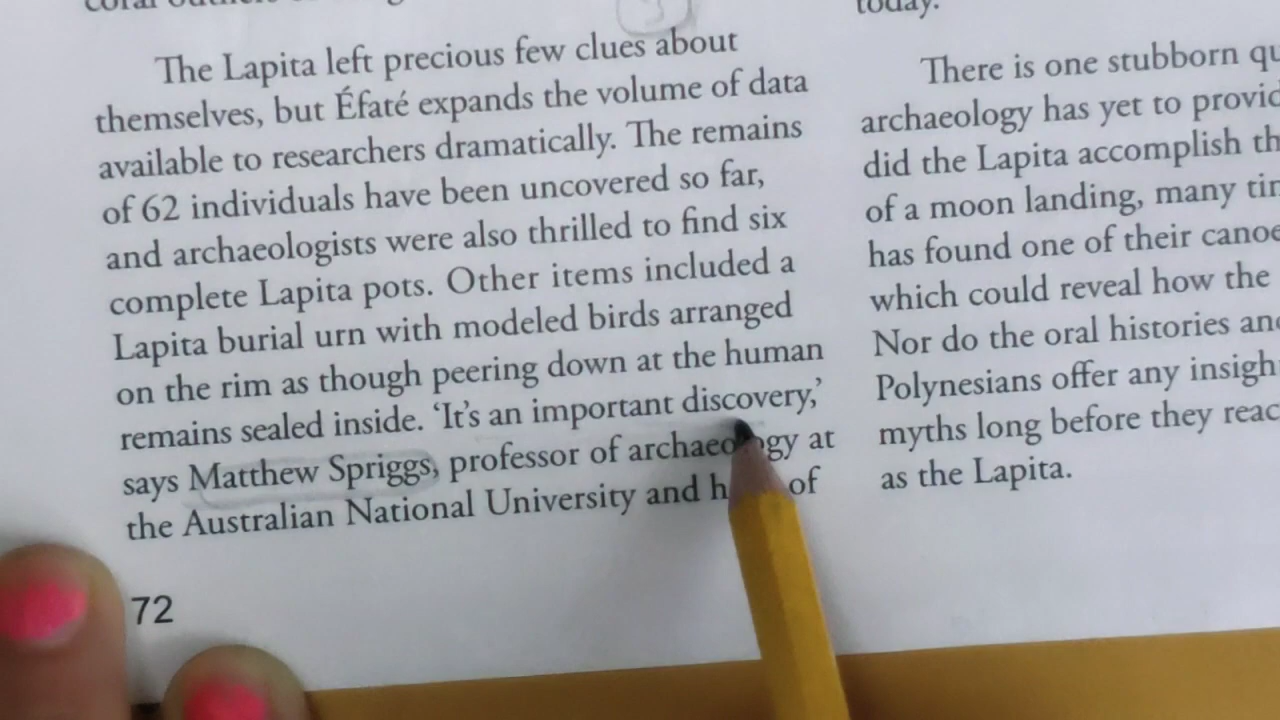 The Lapita left precious few clues about
themselves, but Éfaté expands the volume of data
available to researchers dramatically. The remains
of 62 individuals have been uncovered so far,
and archaeologists were also thrilled to find six
complete Lapita pots. Other items included a
Lapita burial urn with modeled birds arranged
on the rim as though peering down at the human
remains sealed inside. ‘It’s an important discovery,’
says Matthew Spriggs, professor of archaeology at
the Australian National University and of
72
today.
There is one stubborn
archaeology has yet to
did the Lapita accomplish
of a moon landing, many
has found one of their
which could reveal how the
Nor do the oral histories
Polynesians offer any
myths long before they
as the Lapita.